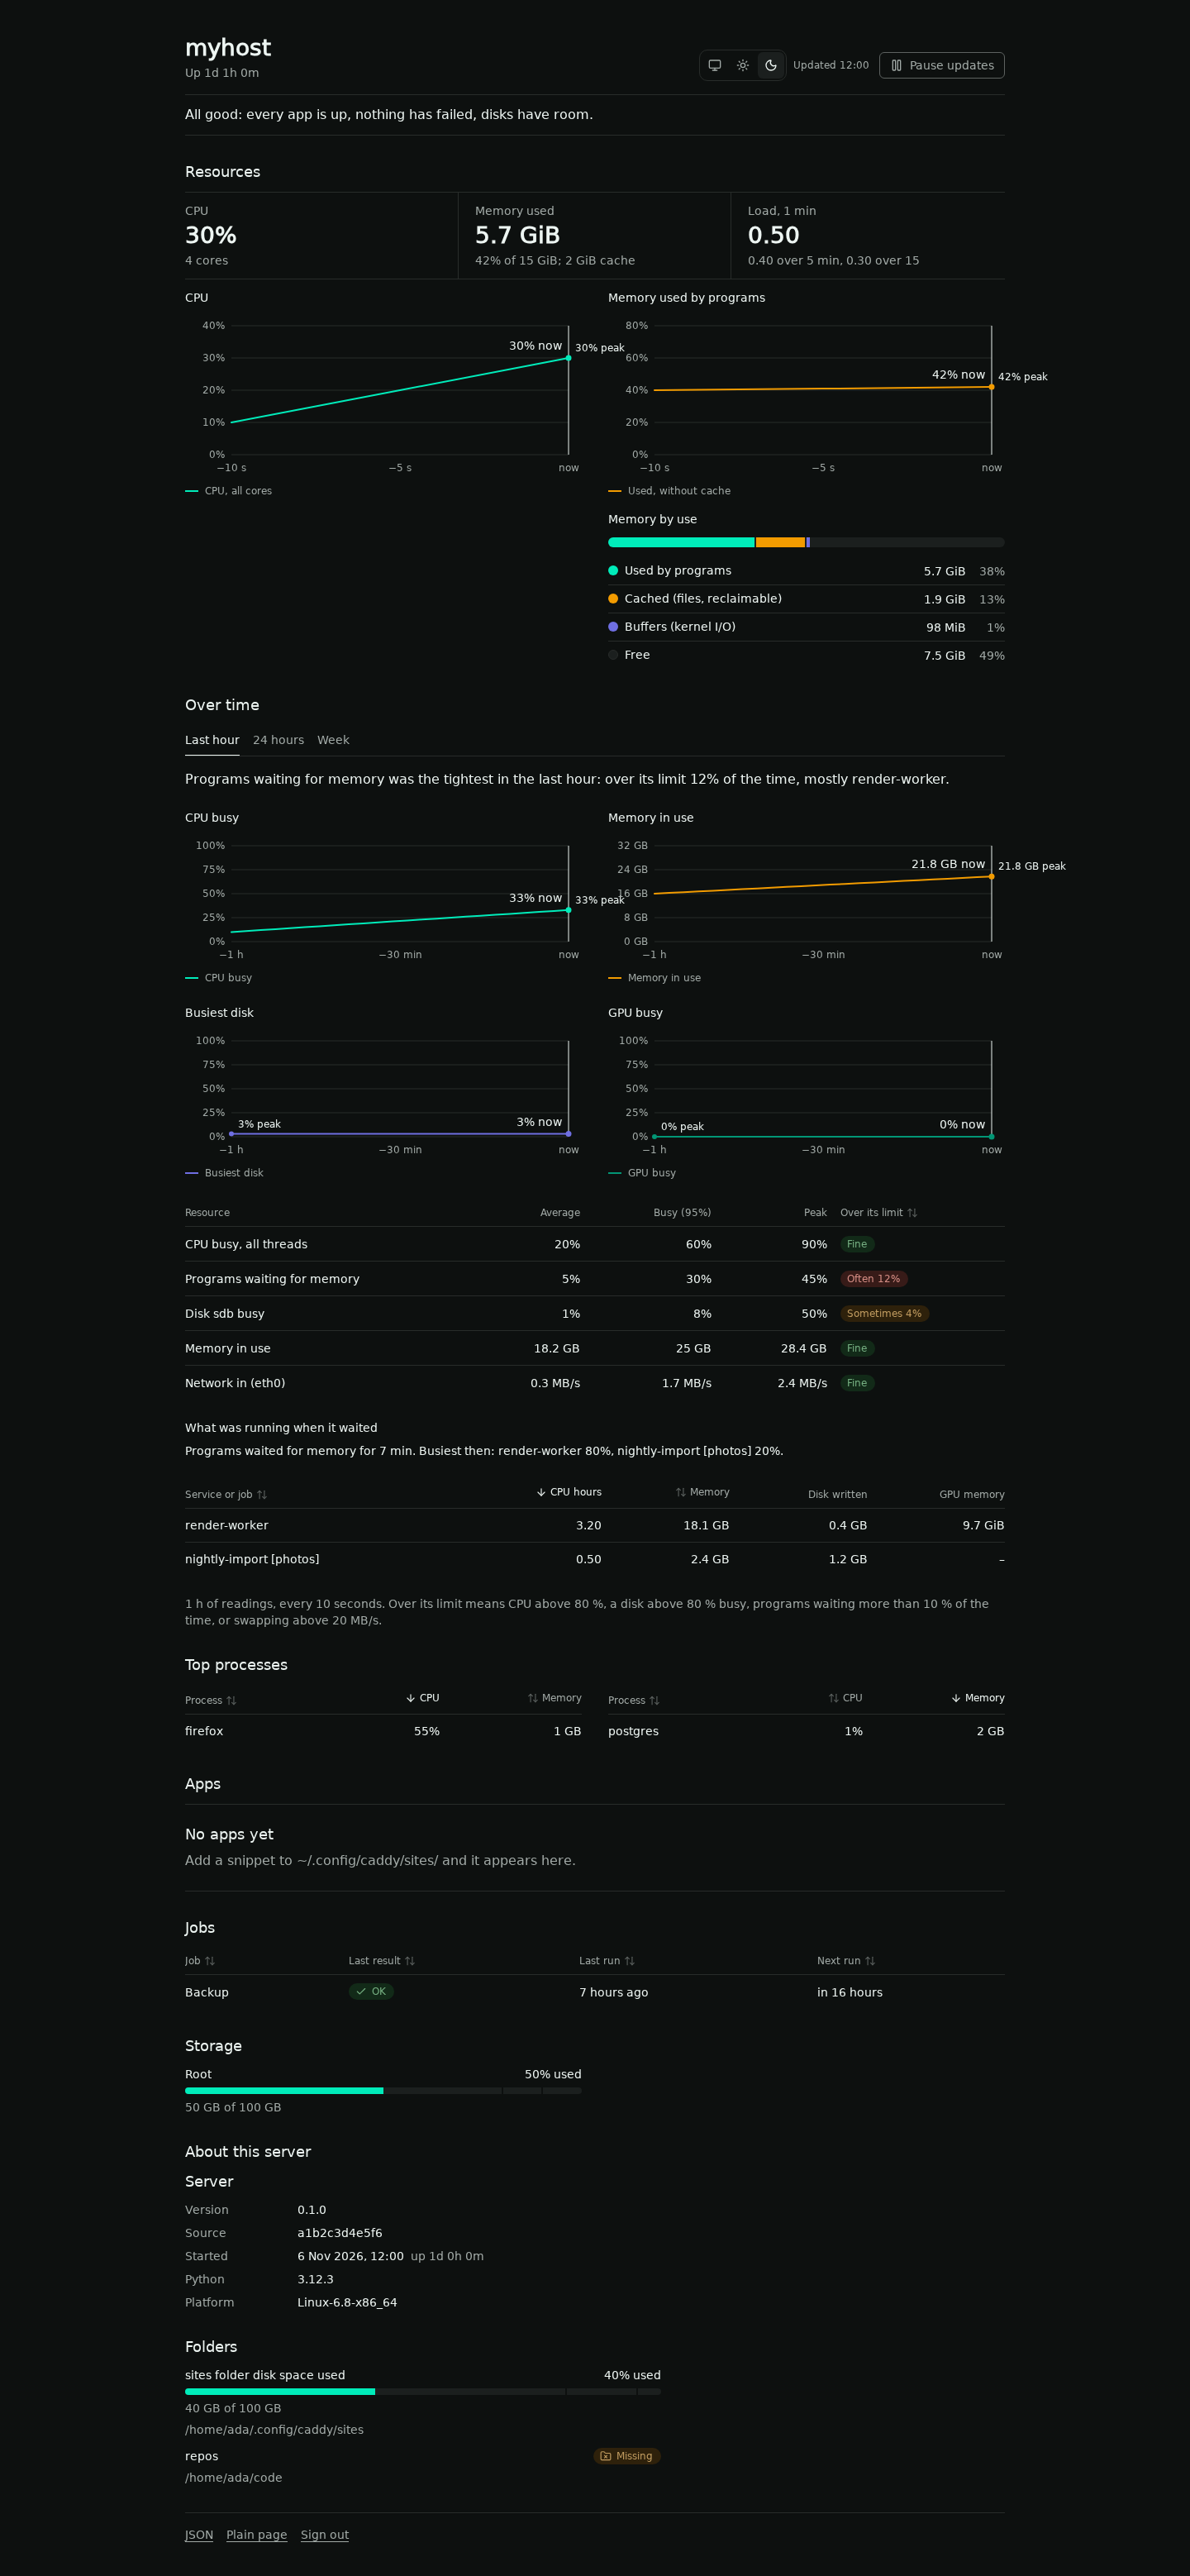 myhost
Up 1d 1h 0m
Updated 12:00
Pause updates
All good: every app is up, nothing has failed, disks have room.
Resources
CPU
30%
4 cores
Memory used
5.7 GiB
42% of 15 GiB; 2 GiB cache
Load, 1 min
0.50
0.40 over 5 min, 0.30 over 15
CPU
40%
30%
20%
10%
0%
30% now
30% peak
−10 s
−5 s
now
CPU, all cores
Memory used by programs
80%
60%
40%
20%
0%
42% now
42% peak
−10 s
−5 s
now
Used, without cache
Memory by use
Used by programs 5.7 GiB 38%
Cached (files, reclaimable) 1.9 GiB 13%
Buffers (kernel I/O) 98 MiB 1%
Free 7.5 GiB 49%
Over time
Last hour 24 hours Week
Programs waiting for memory was the tightest in the last hour: over its limit 12% of the time, mostly render-worker.
CPU busy
100%
75%
50%
25%
0%
33% now
33% peak
−1 h
−30 min
now
CPU busy
Memory in use
32 GB
24 GB
16 GB
8 GB
0 GB
21.8 GB now
21.8 GB peak
−1 h
−30 min
now
Memory in use
Busiest disk
100%
75%
50%
25%
0%
3% peak
3% now
−1 h
−30 min
now
Busiest disk
GPU busy
100%
75%
50%
25%
0%
0% peak
0% now
−1 h
−30 min
now
GPU busy
Resource Average Busy (95%) Peak Over its limit
CPU busy, all threads 20% 60% 90% Fine
Programs waiting for memory 5% 30% 45% Often 12%
Disk sdb busy 1% 8% 50% Sometimes 4%
Memory in use 18.2 GB 25 GB 28.4 GB Fine
Network in (eth0) 0.3 MB/s 1.7 MB/s 2.4 MB/s Fine
What was running when it waited
Programs waited for memory for 7 min. Busiest then: render-worker 80%, nightly-import [photos] 20%.
Service or job CPU hours Memory Disk written GPU memory
render-worker 3.20 18.1 GB 0.4 GB 9.7 GiB
nightly-import [photos] 0.50 2.4 GB 1.2 GB –
1 h of readings, every 10 seconds. Over its limit means CPU above 80 %, a disk above 80 % busy, programs waiting more than 10 % of the
time, or swapping above 20 MB/s.
Top processes
Process CPU Memory
firefox 55% 1 GB
Process CPU Memory
postgres 1% 2 GB
Apps
No apps yet
Add a snippet to ~/.config/caddy/sites/ and it appears here.
Jobs
Job Last result Last run Next run
Backup OK 7 hours ago in 16 hours
Storage
Root 50% used
50 GB of 100 GB
About this server
Server
Version 0.1.0
Source a1b2c3d4e5f6
Started 6 Nov 2026, 12:00 up 1d 0h 0m
Python 3.12.3
Platform Linux-6.8-x86_64
Folders
sites folder disk space used 40% used
40 GB of 100 GB
/home/ada/.config/caddy/sites
repos Missing
/home/ada/code
JSON Plain page Sign out